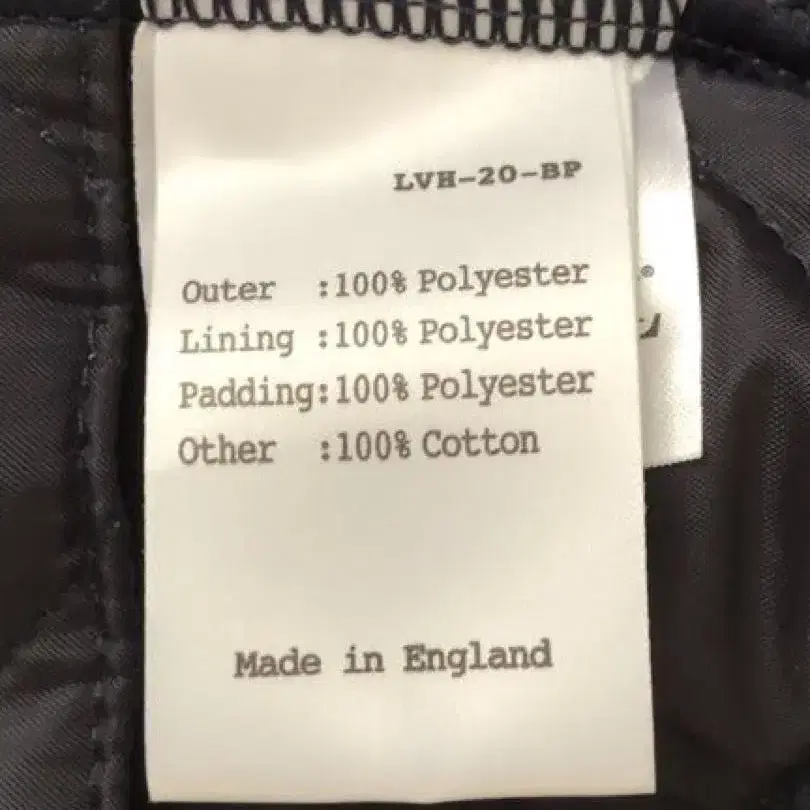 LVH-20-BP
Outer :100% Polyester
Lining :100% Polyester
Padding:100% Polyester
Other :100% Cotton
Made in England
®